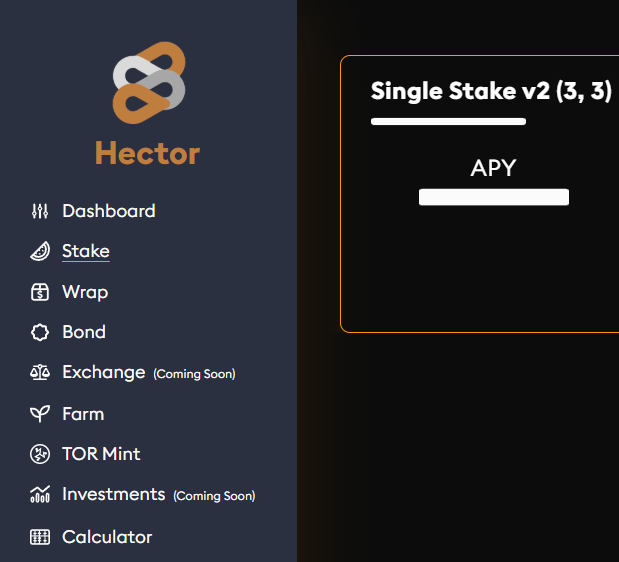 Hector
Dashboard
Stake
Wrap
Bond
Exchange (Coming Soon)
Farm
TOR Mint
Investments (Coming Soon)
Calculator
Single Stake v2 (3, 3)
APY